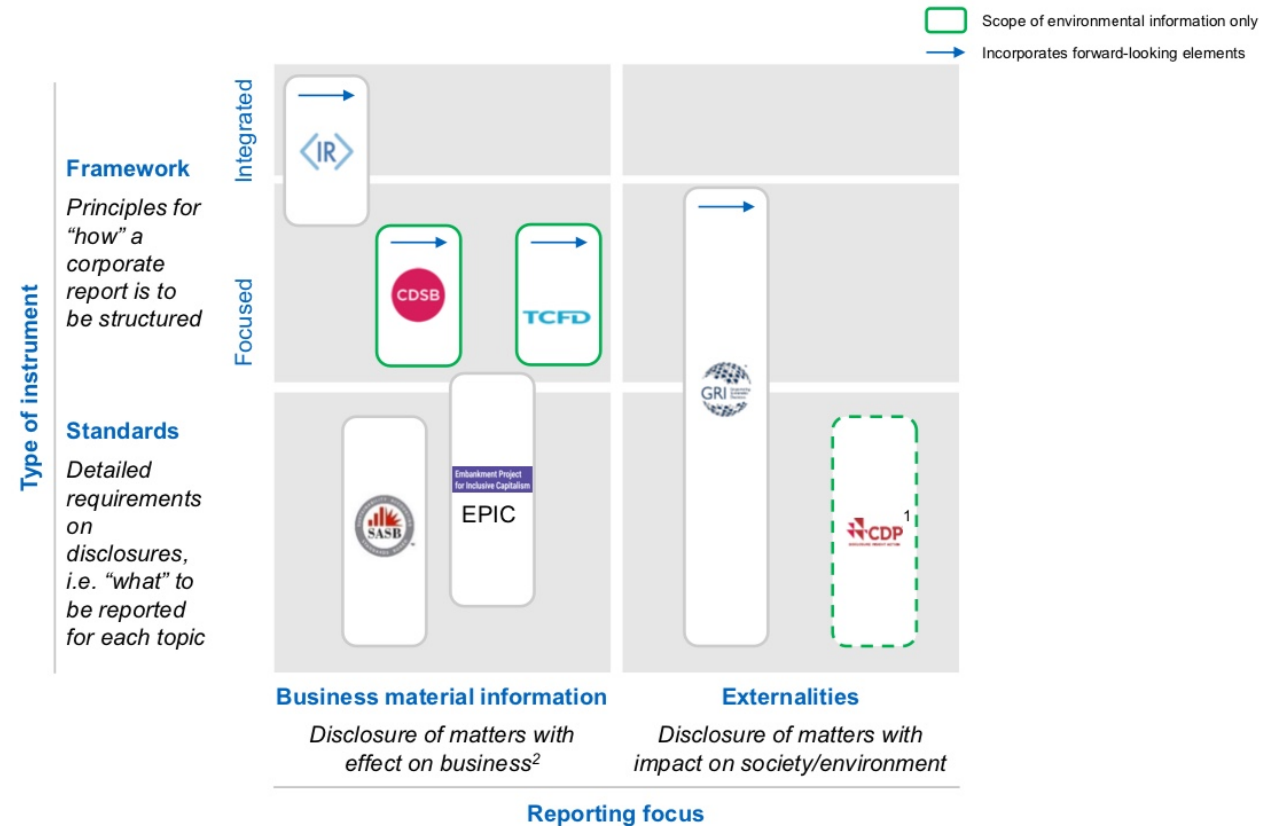 Scope of environmental information only
Incorporates forward-looking elements
Type of instrument
Framework
Principles for
“how” a
corporate
report is to
be structured
Integrated
Focused
Standards
Detailed
requirements
on
disclosures,
i.e. “what” to
be reported
for each topic
<IR>
CDSB
TCFD
GRI
SASB
Embankment Project
for Inclusive Capitalism
EPIC
CDP 1
Business material information
Disclosure of matters with
effect on business2
Externalities
Disclosure of matters with
impact on society/environment
Reporting focus